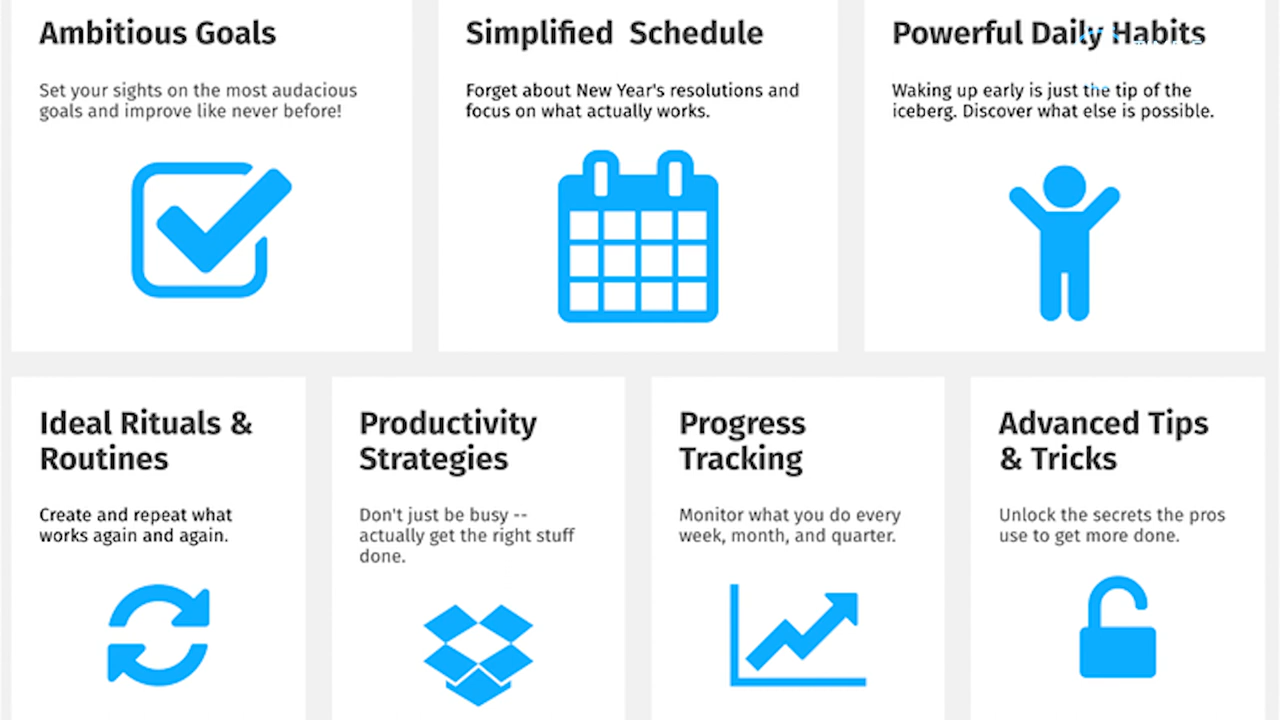 Ambitious Goals
Set your sights on the most audacious
goals and improve like never before!
Simplified  Schedule
Forget about New Year's resolutions and
focus on what actually works.
Powerful Daily Habits
Waking up early is just the tip of the
iceberg. Discover what else is possible.
Ideal Rituals &
Routines
Create and repeat what
works again and again.
Productivity
Strategies
Don't just be busy --
actually get the right stuff
done.
Progress
Tracking
Monitor what you do every
week, month, and quarter.
Advanced Tips
& Tricks
Unlock the secrets the pros
use to get more done.